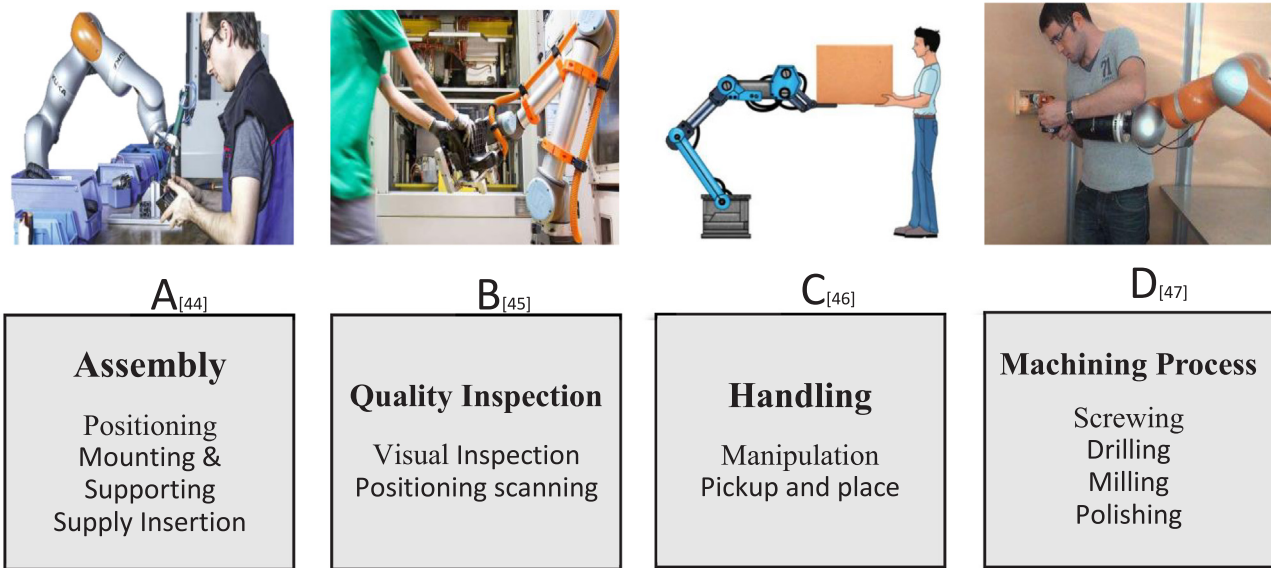 A[44]
Assembly
Positioning
Mounting &
Supporting
Supply Insertion
B[45]
Quality Inspection
Visual Inspection
Positioning scanning
C[46]
Handling
Manipulation
Pickup and place
D[47]
Machining Process
Screwing
Drilling
Milling
Polishing